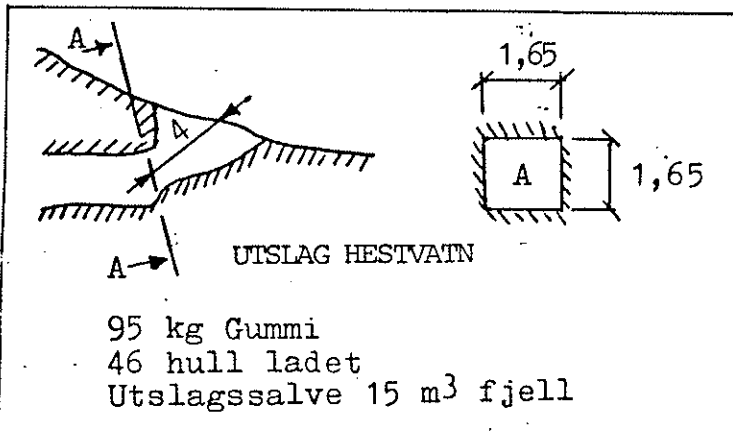 A
4
A
1,65
A
1,65
UTSLAG HESTVATN
95 kg Gummi
46 hull ladet
Utslagssalve 15 m3 fjell